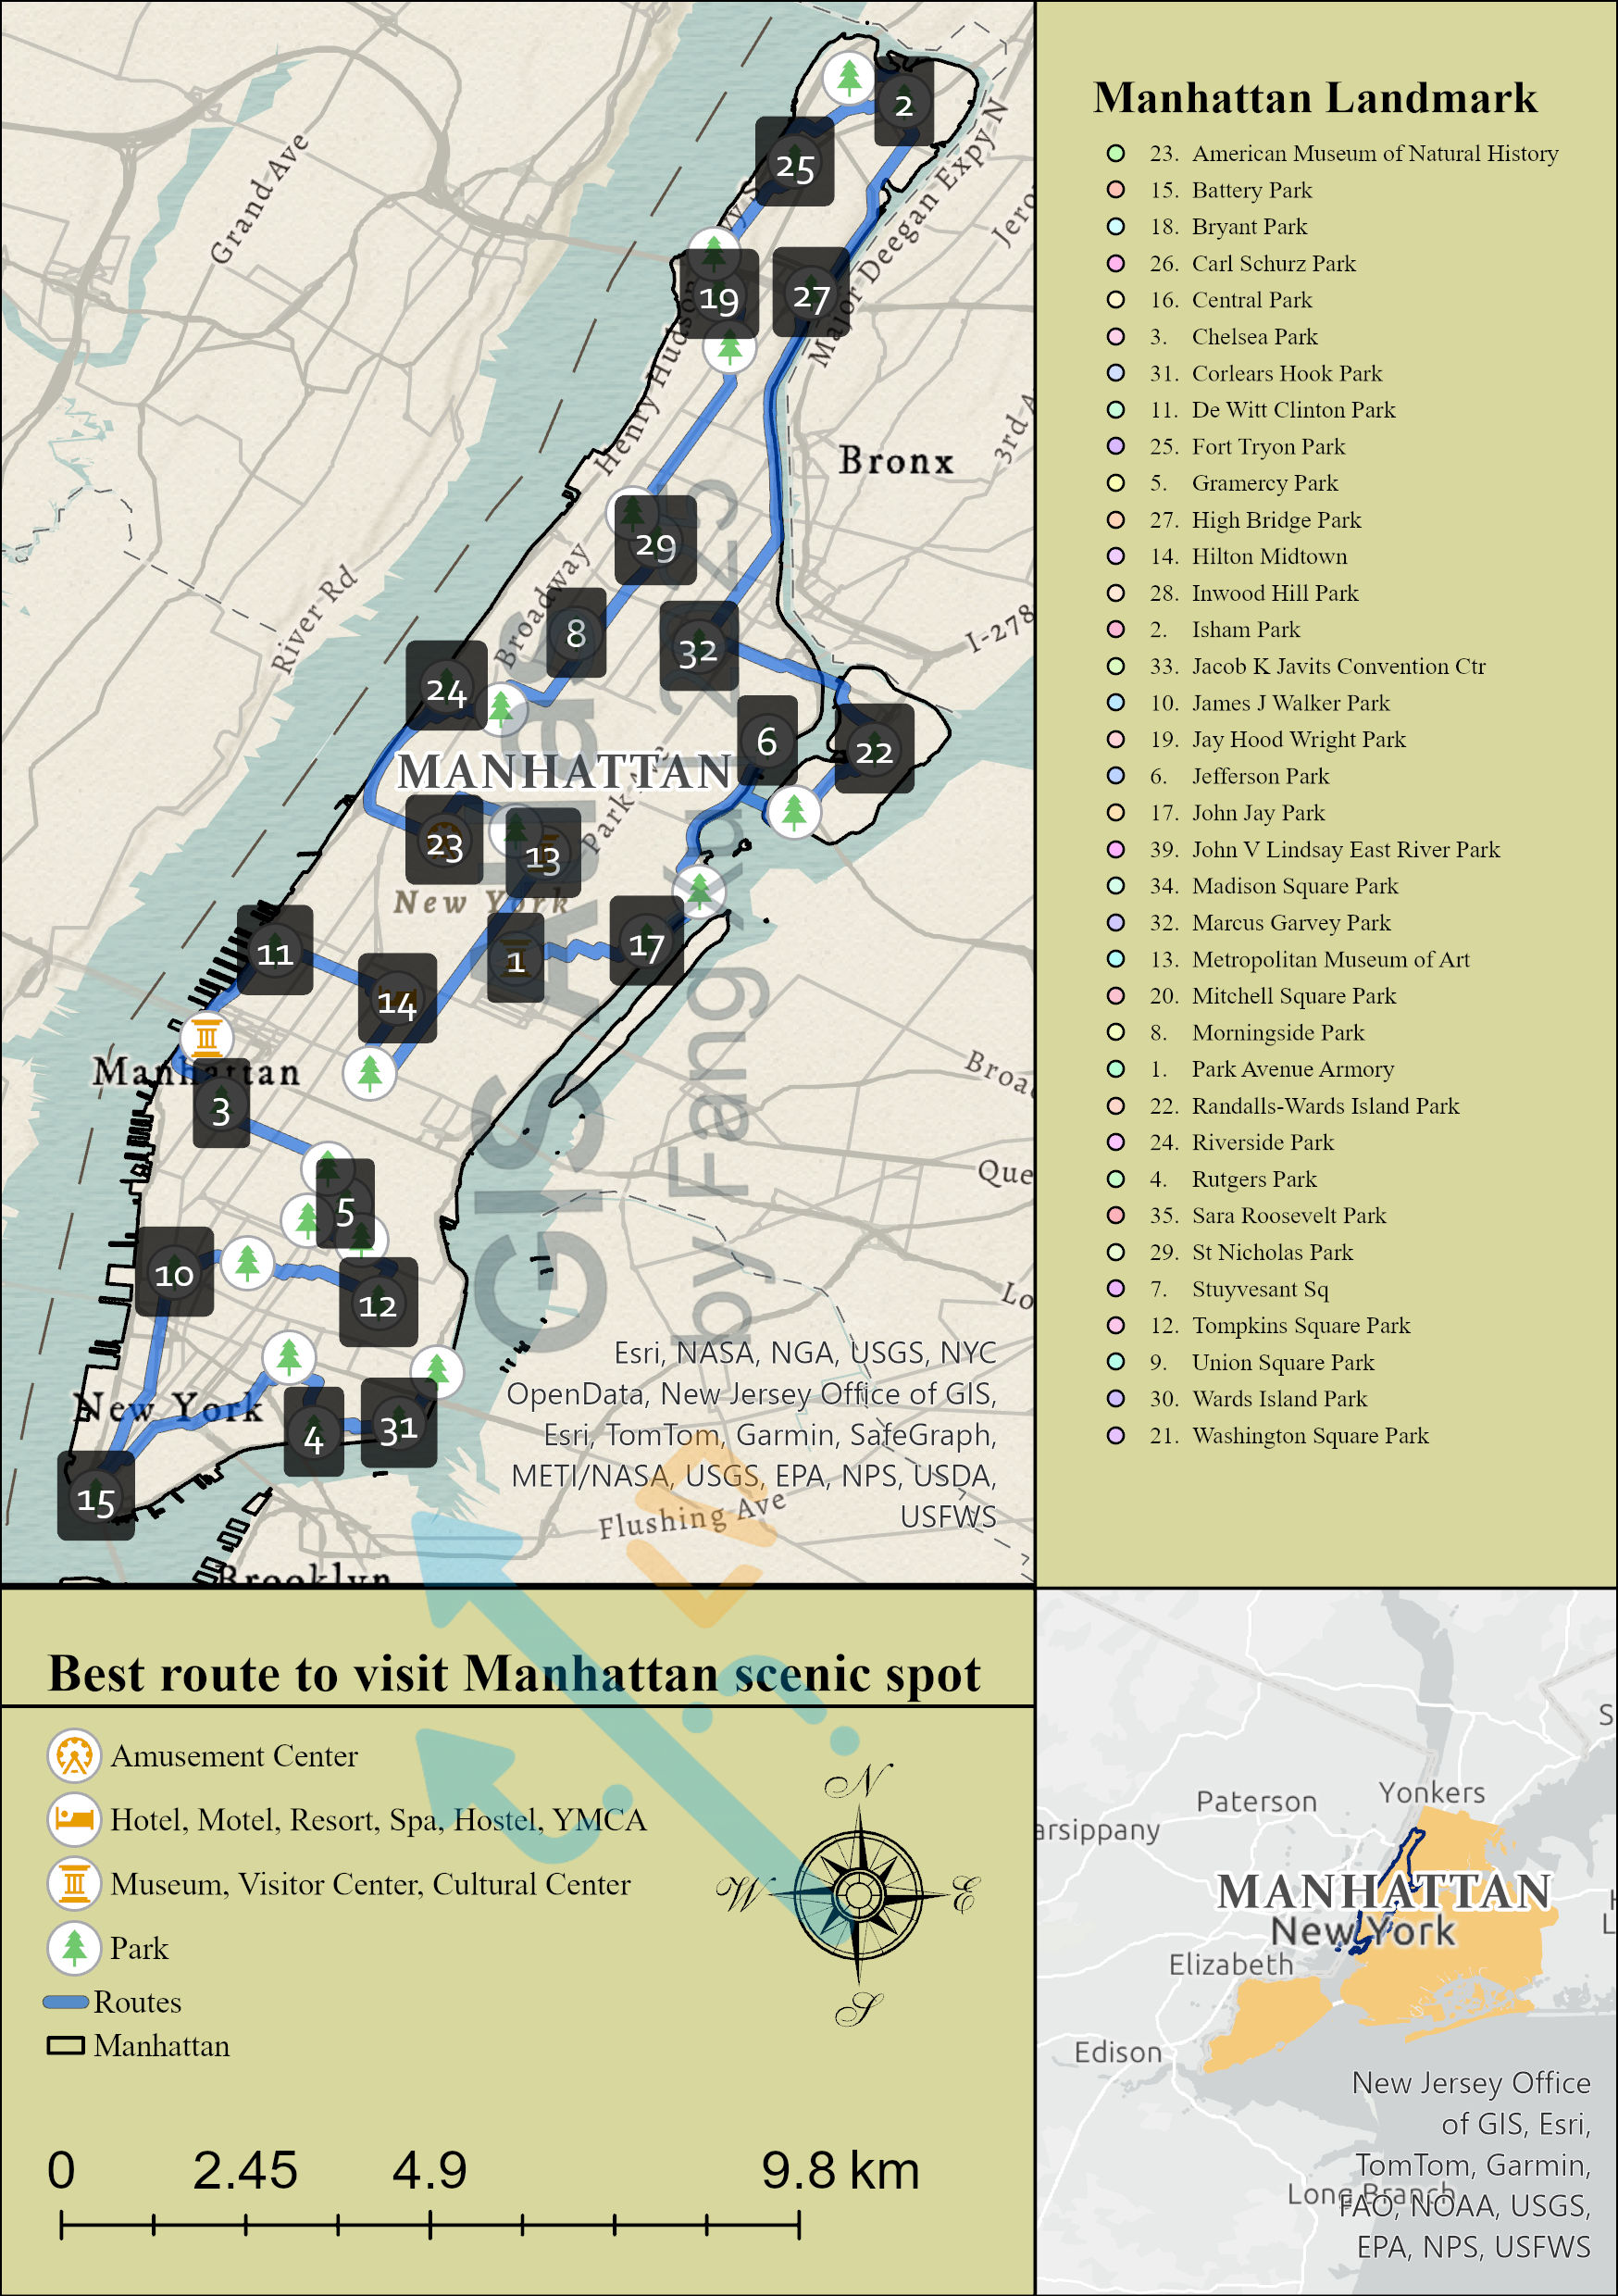 Grand Ave
River Rd
Henry Hudson
Broadway
Major Deegan Expy N
3rd A
Bronx
I-278
MANHATTAN
Park
New York
Manhattan
New York
Brooklyn
Flushing Ave
Broa
Que
Lo
2
25
19
27
29
8
32
24
6
22
23
13
11
1
17
14
3
5
10
12
4
31
15
GIS
by Fang Xu
Esri, NASA, NGA, USGS, NYC
OpenData, New Jersey Office of GIS,
Esri, TomTom, Garmin, SafeGraph,
METI/NASA, USGS, EPA, NPS, USDA,
USFWS
Manhattan Landmark
23. American Museum of Natural History
15. Battery Park
18. Bryant Park
26. Carl Schurz Park
16. Central Park
3. Chelsea Park
31. Corlears Hook Park
11. De Witt Clinton Park
25. Fort Tryon Park
5. Gramercy Park
27. High Bridge Park
14. Hilton Midtown
28. Inwood Hill Park
2. Isham Park
33. Jacob K Javits Convention Ctr
10. James J Walker Park
19. Jay Hood Wright Park
6. Jefferson Park
17. John Jay Park
39. John V Lindsay East River Park
34. Madison Square Park
32. Marcus Garvey Park
13. Metropolitan Museum of Art
20. Mitchell Square Park
8. Morningside Park
1. Park Avenue Armory
22. Randalls-Wards Island Park
24. Riverside Park
4. Rutgers Park
35. Sara Roosevelt Park
29. St Nicholas Park
7. Stuyvesant Sq
12. Tompkins Square Park
9. Union Square Park
30. Wards Island Park
21. Washington Square Park
Best route to visit Manhattan scenic spot
Amusement Center
Hotel, Motel, Resort, Spa, Hostel, YMCA
Museum, Visitor Center, Cultural Center
Park
Routes
Manhattan
N
W E
S
0 2.45 4.9 9.8 km
Yonkers
Paterson
arsippany
MANHATTAN
New York
Elizabeth
Edison
Long Branch
New Jersey Office
of GIS, Esri,
TomTom, Garmin,
FAO, NOAA, USGS,
EPA, NPS, USFWS